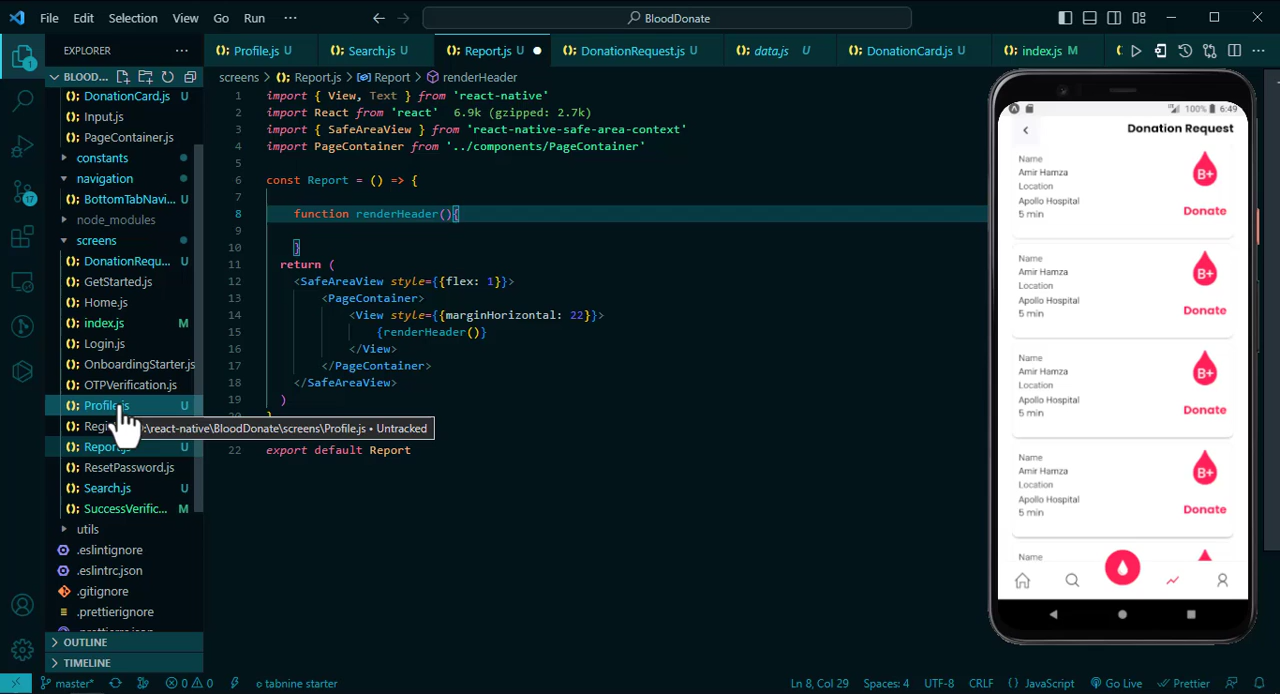 File Edit Selection View Go Run ··· BloodDonate
EXPLORER ···
Profile.js U Search.js U Report.js U DonationRequest.js U data.js U DonationCard.js U index.js M
BLOOD... 
screens > Report.js > Report > renderHeader
DonationCard.js U
Input.js
PageContainer.js
constants
navigation
BottomTabNavi... U
node_modules
screens
DonationRequ... U
GetStarted.js
Home.js
index.js M
Login.js
OnboardingStarter.js
OTPVerification.js
Profile.js U
Regi
Report.js U
ResetPassword.js
Search.js U
SuccessVerific... M
utils
.eslintignore
.eslintrc.json
.gitignore
.prettierignore
OUTLINE
TIMELINE
:\react-native\BloodDonate\screens\Profile.js • Untracked
1 import { View, Text } from 'react-native'
2 import React from 'react' 6.9k (gzipped: 2.7k)
3 import { SafeAreaView } from 'react-native-safe-area-context'
4 import PageContainer from '../components/PageContainer'
5
6 const Report = () => {
7
8 function renderHeader(){
9
10 }
11 return (
12 <SafeAreaView style={{flex: 1}}>
13 <PageContainer>
14 <View style={{marginHorizontal: 22}}>
15 {renderHeader()}
16 </View>
17 </PageContainer>
18 </SafeAreaView>
19 )
22 export default Report
100% 6:49
Donation Request
Name
Amir Hamza
Location
Apollo Hospital
5 min
B+
Donate
Name
Amir Hamza
Location
Apollo Hospital
5 min
B+
Donate
Name
Amir Hamza
Location
Apollo Hospital
5 min
B+
Donate
Name
Amir Hamza
Location
Apollo Hospital
5 min
B+
Donate
Name
master* 0 0 tabnine starter Ln 8, Col 29 Spaces: 4 UTF-8 CRLF {} JavaScript Go Live Prettier